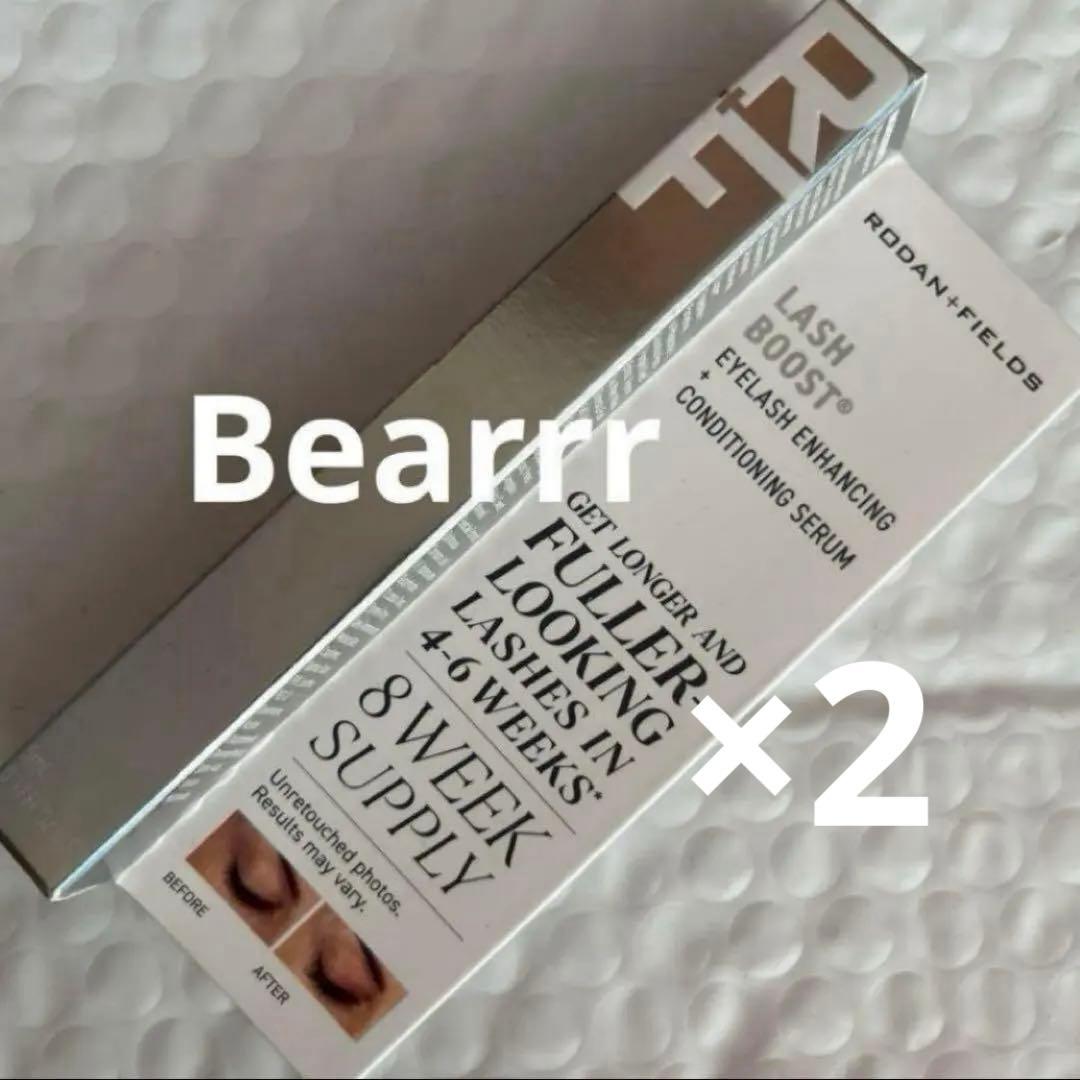 R+F
RODAN+FIELDS
LASH
BOOST®
EYELASH ENHANCING
+
CONDITIONING SERUM
Bearrr
GET LONGER AND
FULLER-
LOOKING
LASHES IN
4-6 WEEKS*
8 WEEK
SUPPLY
×2
Unretouched photos.
Results may vary.
BEFORE
AFTER